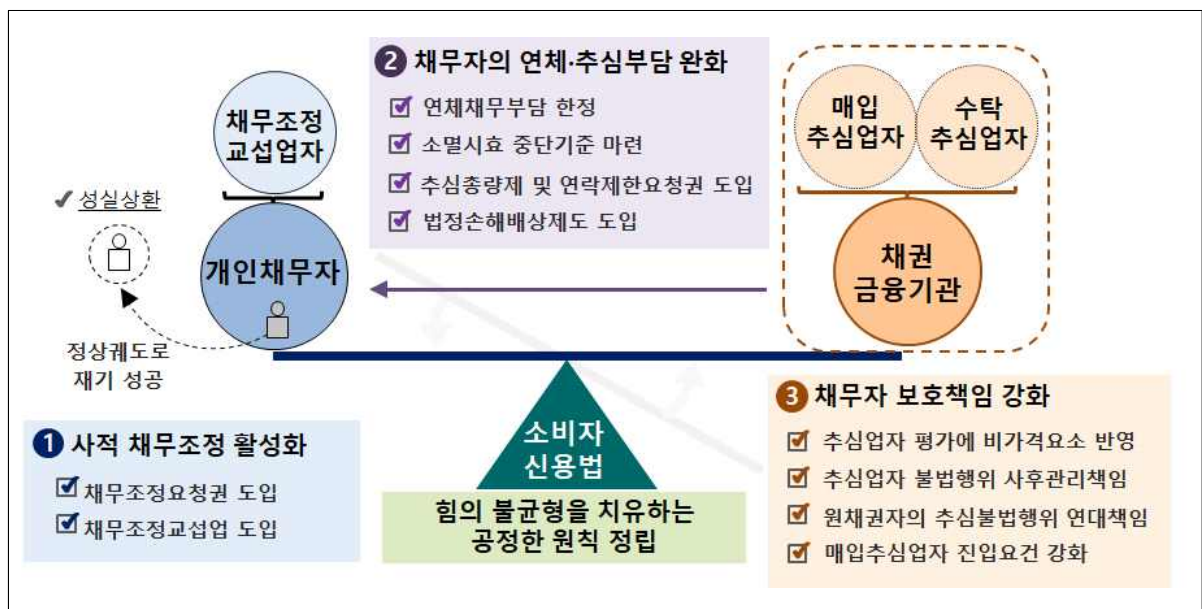 채무조정
교섭업자
✔ 성실상환
개인채무자
정상궤도로
재기 성공
❶ 사적 채무조정 활성화
☑ 채무조정요청권 도입
☑ 채무조정교섭업 도입
❷ 채무자의 연체·추심부담 완화
☑ 연체채무부담 한정
☑ 소멸시효 중단기준 마련
☑ 추심총량제 및 연락제한요청권 도입
☑ 법정손해배상제도 도입
소비자
신용법
힘의 불균형을 치유하는
공정한 원칙 정립
매입
추심업자
수탁
추심업자
채권
금융기관
❸ 채무자 보호책임 강화
☑ 추심업자 평가에 비가격요소 반영
☑ 추심업자 불법행위 사후관리책임
☑ 원채권자의 추심불법행위 연대책임
☑ 매입추심업자 진입요건 강화